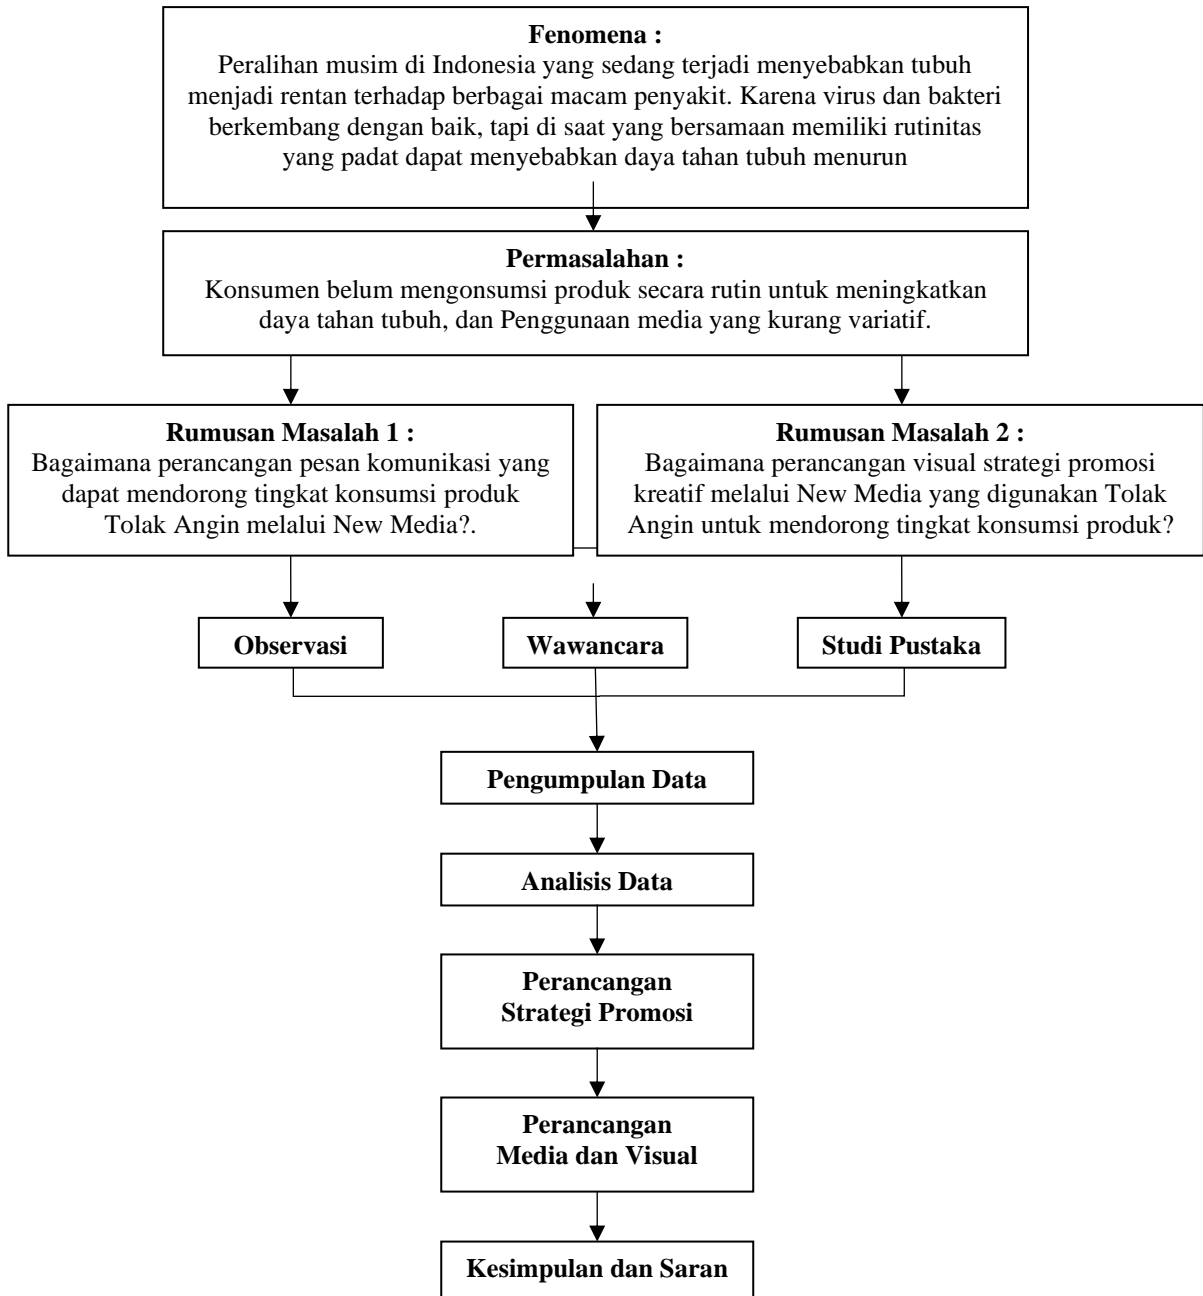 Fenomena :
Peralihan musim di Indonesia yang sedang terjadi menyebabkan tubuh
menjadi rentan terhadap berbagai macam penyakit. Karena virus dan bakteri
berkembang dengan baik, tapi di saat yang bersamaan memiliki rutinitas
yang padat dapat menyebabkan daya tahan tubuh menurun
Permasalahan :
Konsumen belum mengonsumsi produk secara rutin untuk meningkatkan
daya tahan tubuh, dan Penggunaan media yang kurang variatif.
Rumusan Masalah 1 :
Bagaimana perancangan pesan komunikasi yang
dapat mendorong tingkat konsumsi produk
Tolak Angin melalui New Media?.
Rumusan Masalah 2 :
Bagaimana perancangan visual strategi promosi
kreatif melalui New Media yang digunakan Tolak
Angin untuk mendorong tingkat konsumsi produk?
Observasi
Wawancara
Studi Pustaka
Pengumpulan Data
Analisis Data
Perancangan
Strategi Promosi
Perancangan
Media dan Visual
Kesimpulan dan Saran